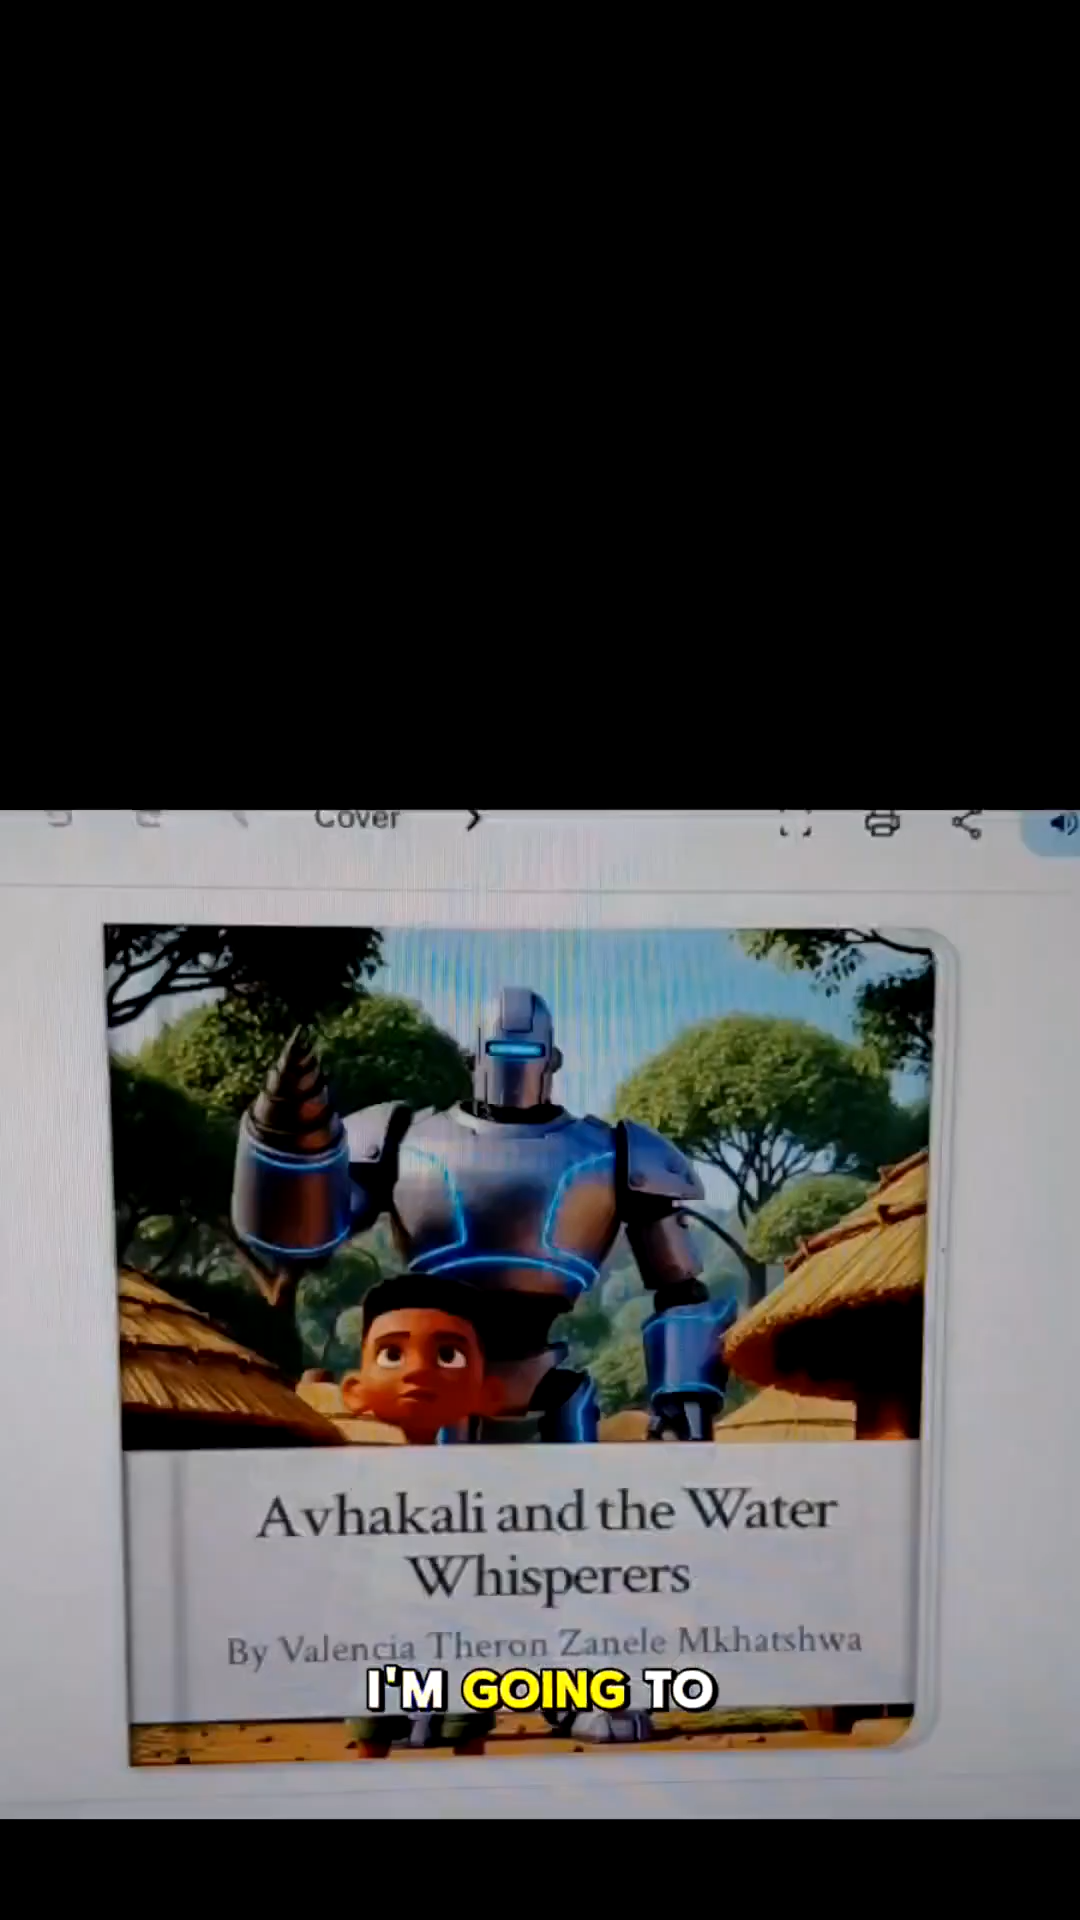 Cover
Avhakali and the Water
Whisperers
By Valencia Theron Zanele Mkhatshwa
I'M GOING TO